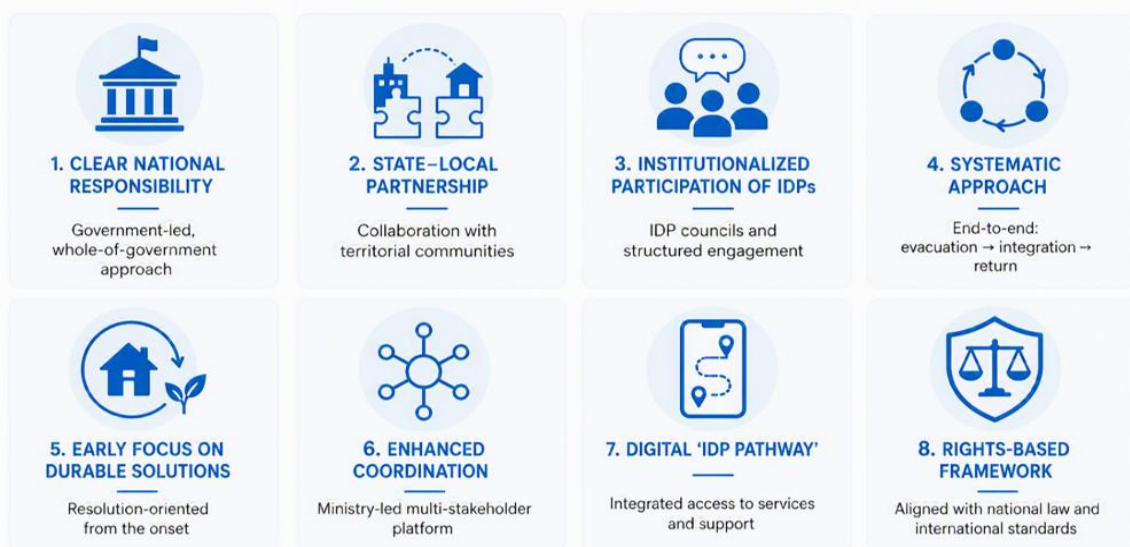 1. CLEAR NATIONAL
RESPONSIBILITY
Government-led,
whole-of-government
approach
2. STATE–LOCAL
PARTNERSHIP
Collaboration with
territorial communities
3. INSTITUTIONALIZED
PARTICIPATION OF IDPs
IDP councils and
structured engagement
4. SYSTEMATIC
APPROACH
End-to-end:
evacuation → integration →
return
5. EARLY FOCUS ON
DURABLE SOLUTIONS
Resolution-oriented
from the onset
6. ENHANCED
COORDINATION
Ministry-led multi-stakeholder
platform
7. DIGITAL ‘IDP PATHWAY’
Integrated access to services
and support
8. RIGHTS-BASED
FRAMEWORK
Aligned with national law and
international standards